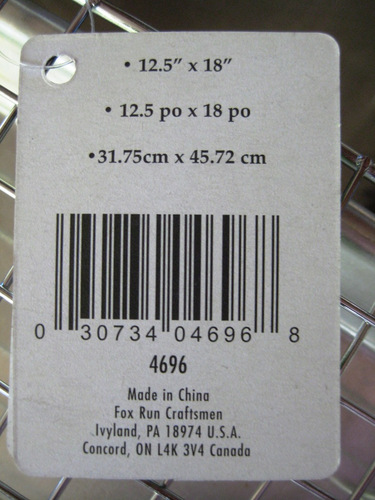 • 12.5" x 18"
• 12.5 po x 18 po
•31.75cm x 45.72 cm
0 30734 04696 8
4696
Made in China
Fox Run Craftsmen
Ivyland, PA 18974 U.S.A.
Concord, ON L4K 3V4 Canada